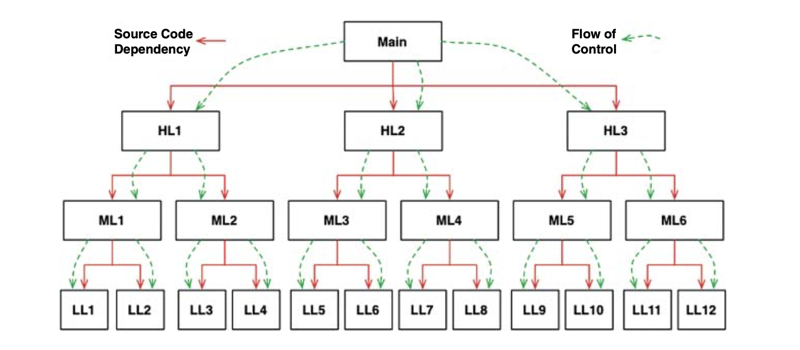 Source Code
Dependency
Main
Flow of
Control
HL1
HL2
HL3
ML1
ML2
ML3
ML4
ML5
ML6
LL1
LL2
LL3
LL4
LL5
LL6
LL7
LL8
LL9
LL10
LL11
LL12